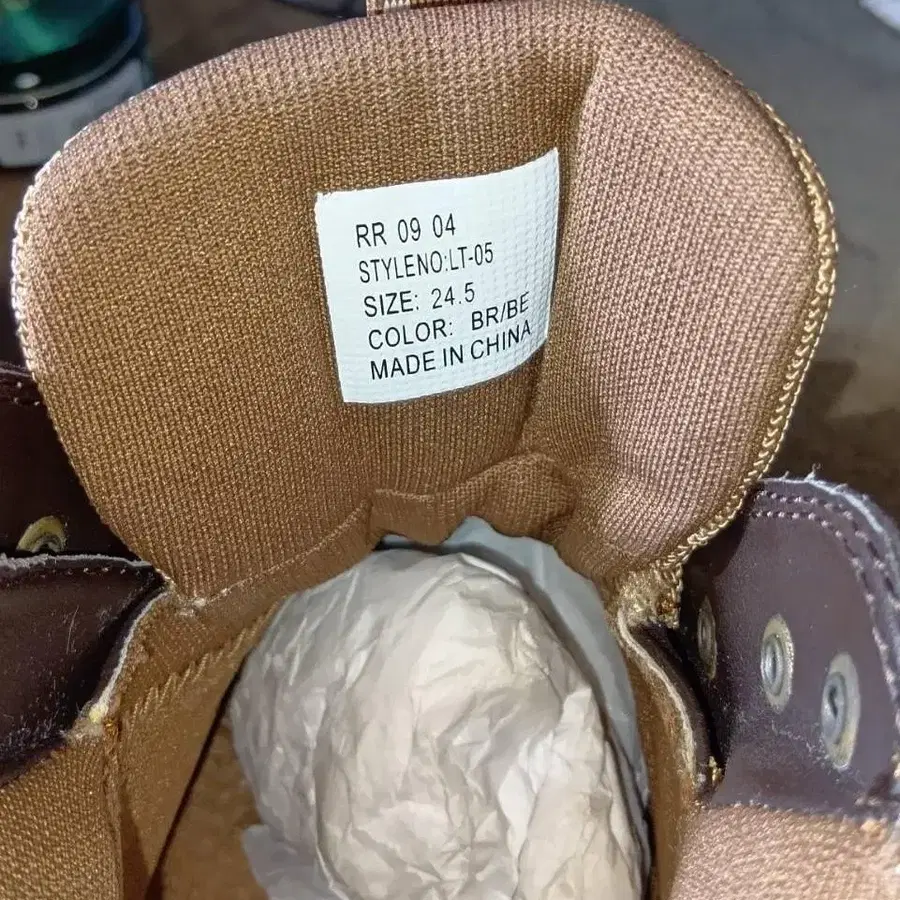 RR 09 04
STYLENO:LT-05
SIZE: 24.5
COLOR: BR/BE
MADE IN CHINA